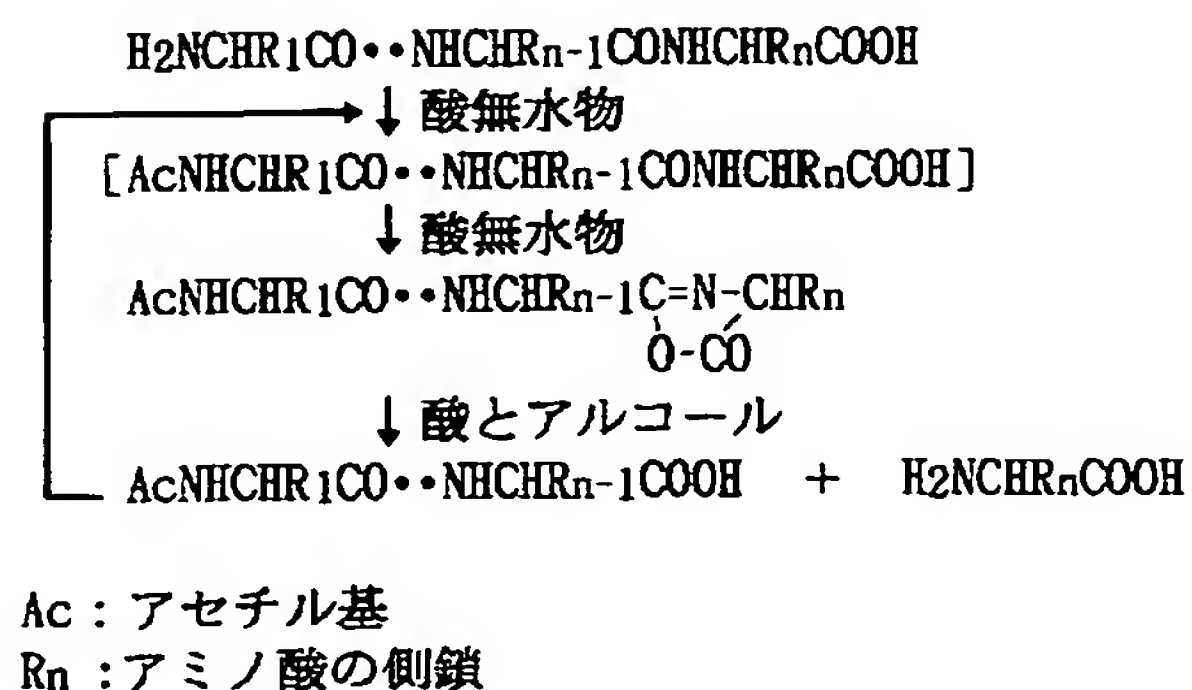 H2NCHR1CO••NHCHRn-1CONHCHRnCOOH
↓ 酸無水物
[AcNHCHR1CO••NHCHRn-1CONHCHRnCOOH]
↓ 酸無水物
AcNHCHR1CO••NHCHRn-1C=N-CHRn
O-CO
↓ 酸とアルコール
AcNHCHR1CO••NHCHRn-1COOH + H2NCHRnCOOH
Ac : アセチル基
Rn : アミノ酸の側鎖